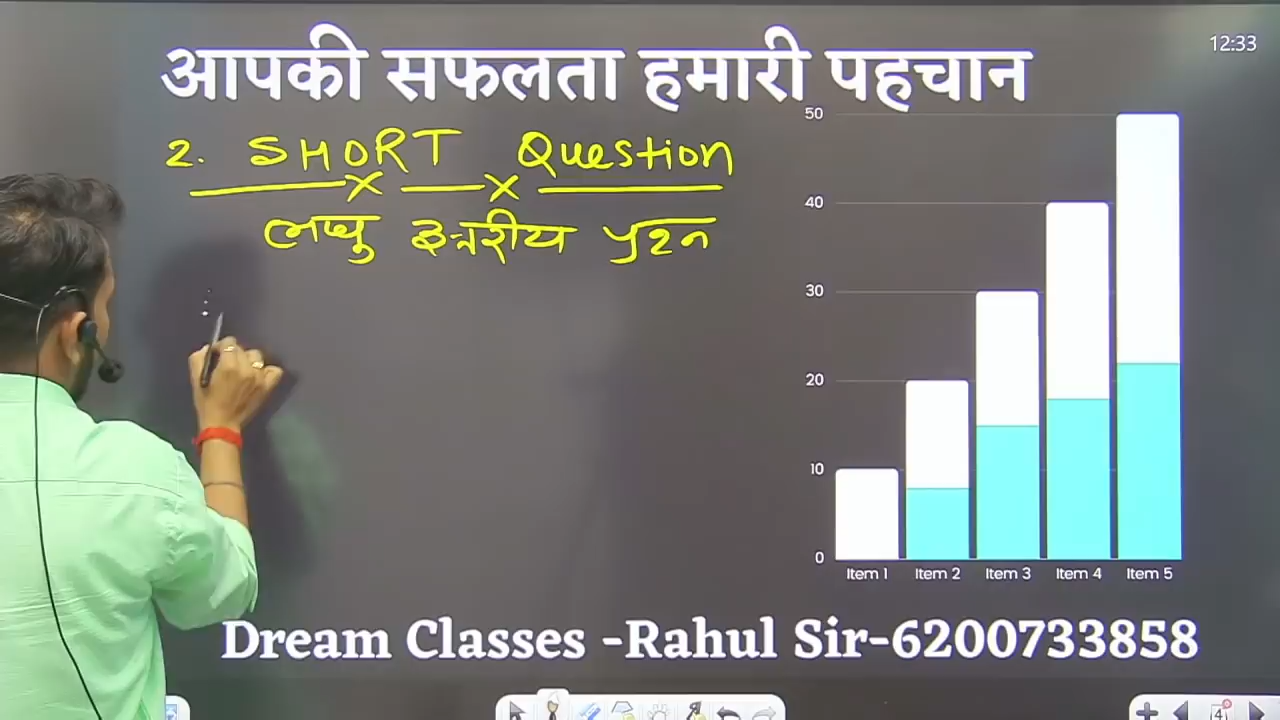 आपकी सफलता हमारी पहचान
12:33
2. SHORT Question
लघु उत्तरीय प्रश्न
50
40
30
20
10
0
Item 1 Item 2 Item 3 Item 4 Item 5
Dream Classes -Rahul Sir-6200733858
4